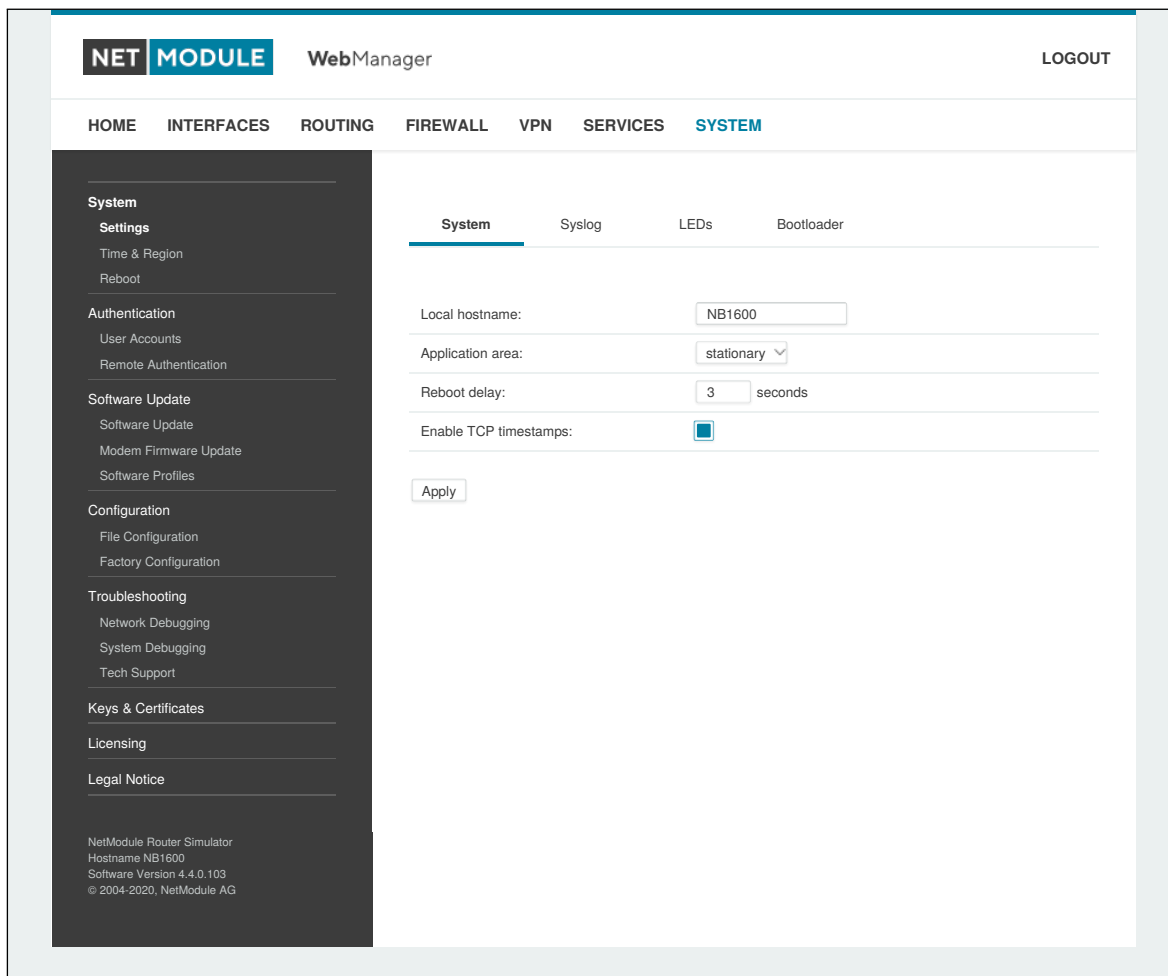 NET MODULE WebManager LOGOUT
HOME INTERFACES ROUTING FIREWALL VPN SERVICES SYSTEM
System
Settings
Time & Region
Reboot
Authentication
User Accounts
Remote Authentication
Software Update
Software Update
Modem Firmware Update
Software Profiles
Configuration
File Configuration
Factory Configuration
Troubleshooting
Network Debugging
System Debugging
Tech Support
Keys & Certificates
Licensing
Legal Notice
NetModule Router Simulator
Hostname NB1600
Software Version 4.4.0.103
© 2004-2020, NetModule AG
System Syslog LEDs Bootloader
Local hostname: NB1600
Application area: stationary
Reboot delay: 3 seconds
Enable TCP timestamps:
Apply